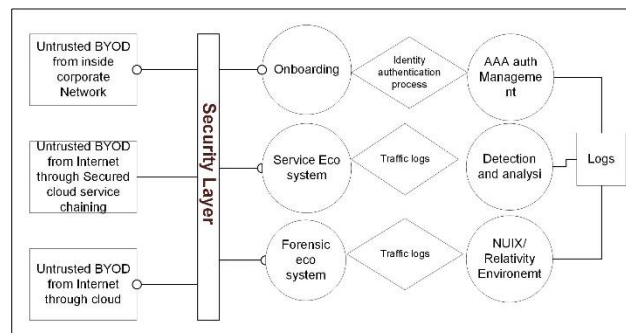 Untrusted BYOD
from inside
corporate
Network
Untrusted BYOD
from Internet
through Secured
cloud service
chaining
Untrusted BYOD
from Internet
through cloud
Security Layer
Onboarding
Identity
authentication
process
AAA auth
Manageme
nt
Service Eco
system
Traffic logs
Detection
and analysi
Logs
Forensic
eco
system
Traffic logs
NUIX/
Relativity
Environemt